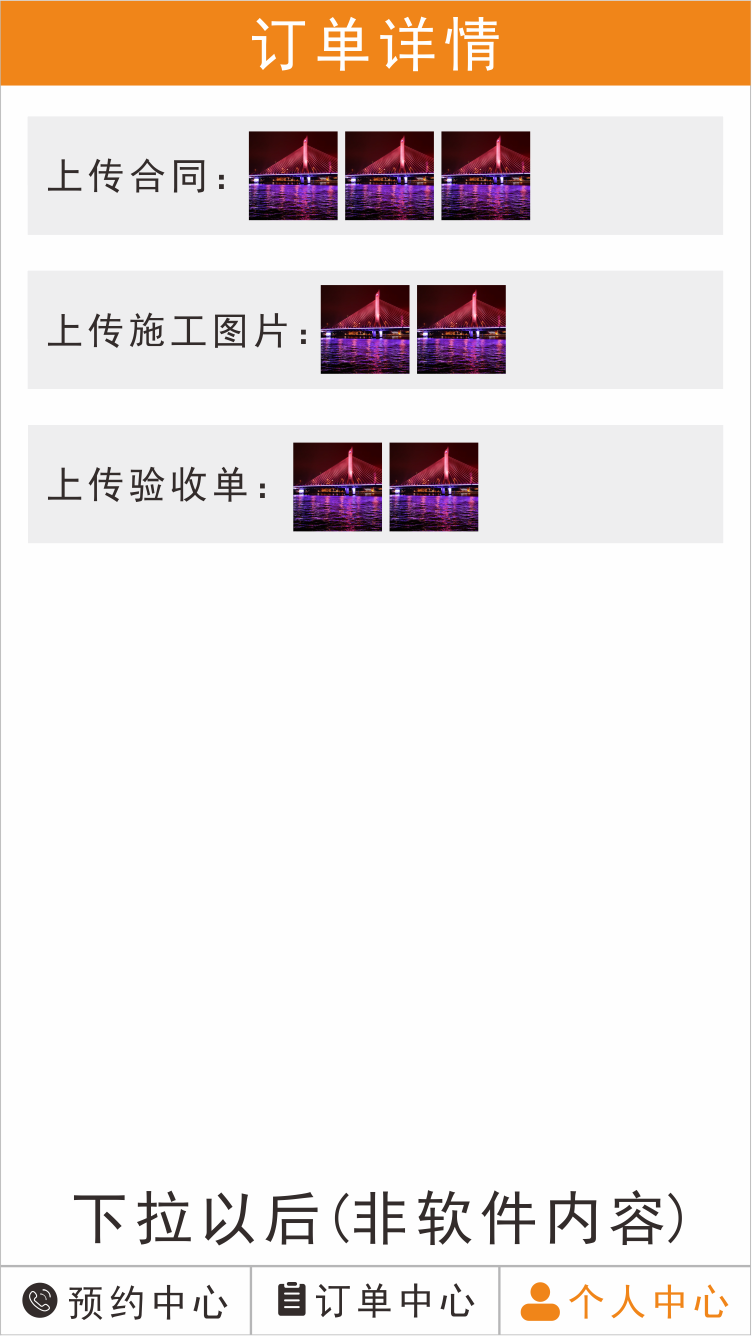 订单详情
上传合同：
上传施工图片：
上传验收单：
下拉以后(非软件内容)
预约中心 订单中心 个人中心